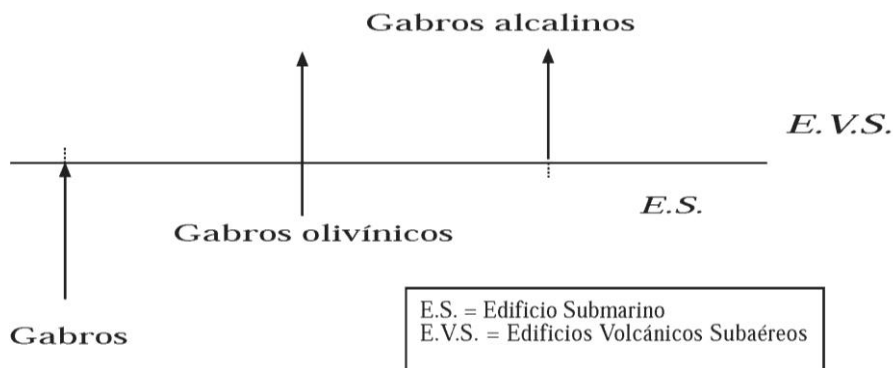 Gabros alcalinos
E.V.S.
E.S.
Gabros olivínicos
Gabros
E.S. = Edificio Submarino
E.V.S. = Edificios Volcánicos Subaéreos